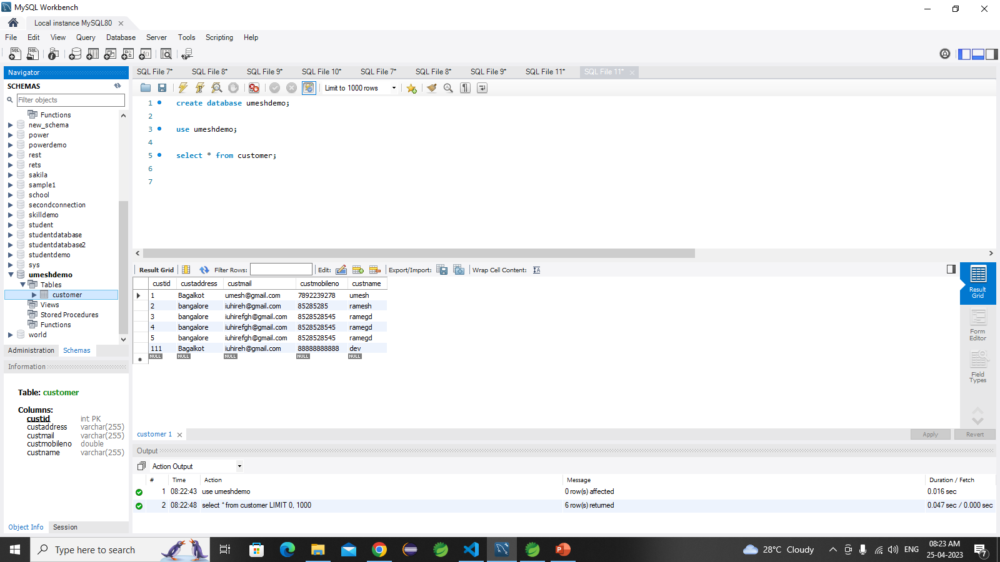 MySQL Workbench
Local instance MySQL80
File Edit View Query Database Server Tools Scripting Help
Navigator
SCHEMAS
Filter objects
Functions
new_schema
power
powerdemo
rest
rets
sakila
sample1
school
secondconnection
skilldemo
student
studentdatabase
studentdatabase2
studentdemo
sys
umeshdemo
Tables
customer
Views
Stored Procedures
Functions
world
Administration Schemas
Information
Table: customer
Columns:
custid int PK
custaddress varchar(255)
custmail varchar(255)
custmobileno double
custname varchar(255)
Object Info Session
SQL File 7* SQL File 8* SQL File 9* SQL File 10* SQL File 7* SQL File 8* SQL File 9* SQL File 11* SQL File 11*
Limit to 1000 rows
1 create database umeshdemo;
2
3 use umeshdemo;
4
5 select * from customer;
6
7
Result Grid Filter Rows: Edit: Export/Import: Wrap Cell Content:
custid custaddress custmail custmobileno custname
1 Bagalkot umesh@gmail.com 7892239278 umesh
2 bangalore iuhireh@gmail.com 85285285 ramesh
3 bangalore iuhirefgh@gmail.com 8528528545 ramegd
4 bangalore iuhirefgh@gmail.com 8528528545 ramegd
5 bangalore iuhirefgh@gmail.com 8528528545 ramegd
111 Bagalkot iuhireh@gmail.com 88888888888 dev
NULL NULL NULL NULL NULL
Result
Grid
Form
Editor
Field
Types
customer 1
Apply Revert
Output
Action Output
# Time Action Message Duration / Fetch
1 08:22:43 use umeshdemo 0 row(s) affected 0.016 sec
2 08:22:48 select * from customer LIMIT 0, 1000 6 row(s) returned 0.047 sec / 0.000 sec
Type here to search
28°C Cloudy
ENG
08:23 AM
25-04-2023
7